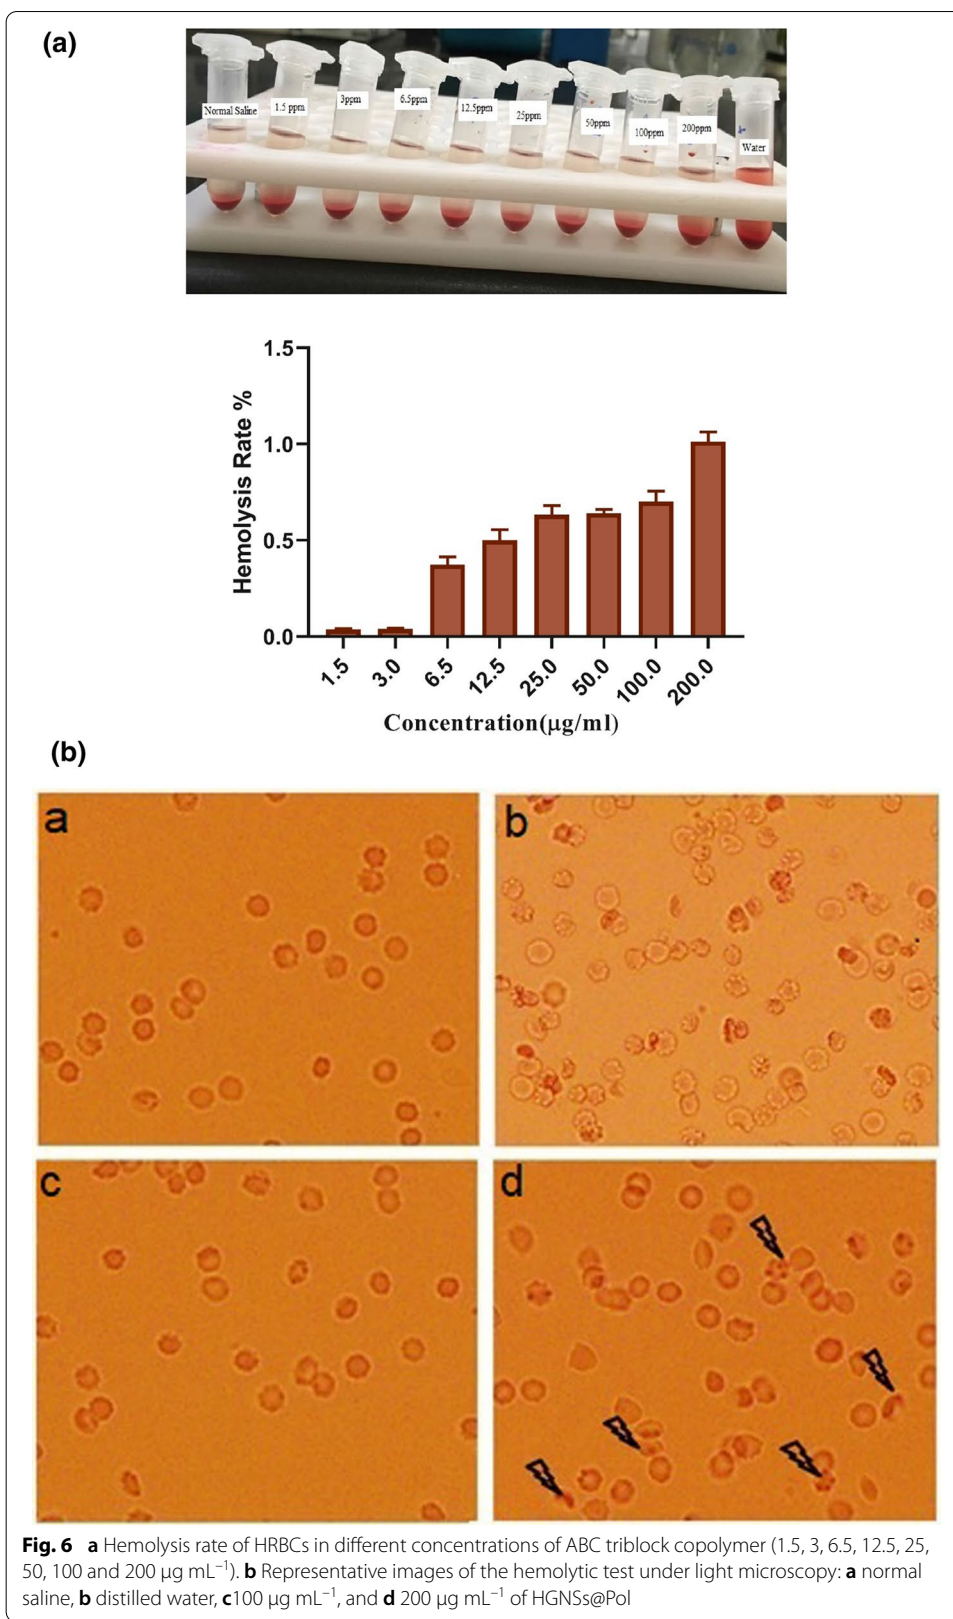 (a)
Normal Saline
1.5 ppm
3ppm
6.5ppm
12.5ppm
25ppm
50ppm
100ppm
200ppm
Water
Hemolysis Rate %
1.5
1.0
0.5
0.0
1.5
3.0
6.5
12.5
25.0
50.0
100.0
200.0
Concentration(µg/ml)
(b)
a
b
c
d
Fig. 6 a Hemolysis rate of HRBCs in different concentrations of ABC triblock copolymer (1.5, 3, 6.5, 12.5, 25,
50, 100 and 200 µg mL⁻¹). b Representative images of the hemolytic test under light microscopy: a normal
saline, b distilled water, c100 µg mL⁻¹, and d 200 µg mL⁻¹ of HGNSs@Pol